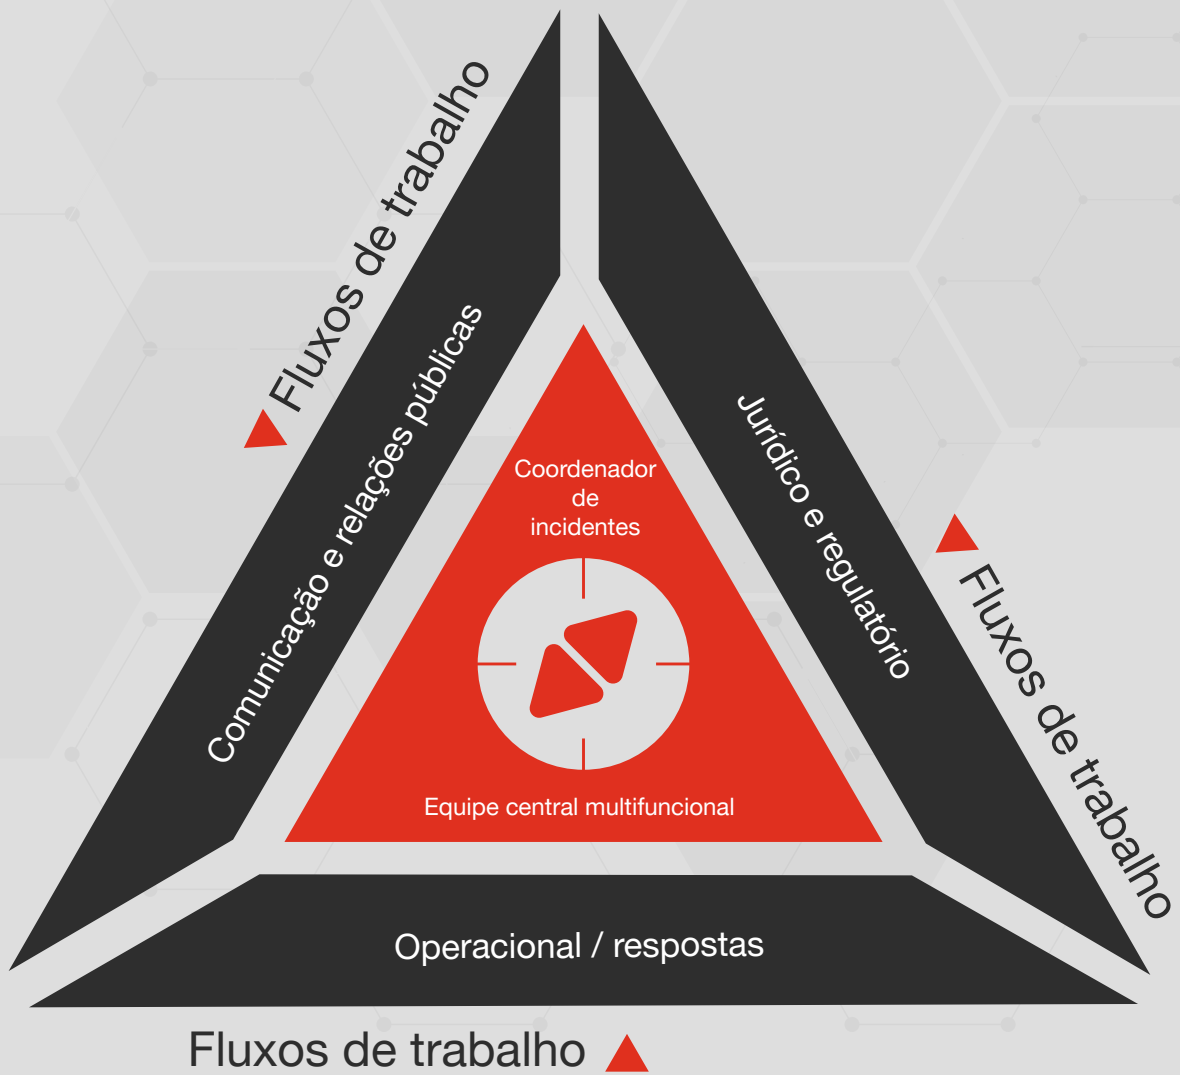 Fluxos de trabalho
Comunicação e relações públicas
Jurídico e regulatório
Fluxos de trabalho
Coordenador
de
incidentes
Equipe central multifuncional
Operacional / respostas
Fluxos de trabalho